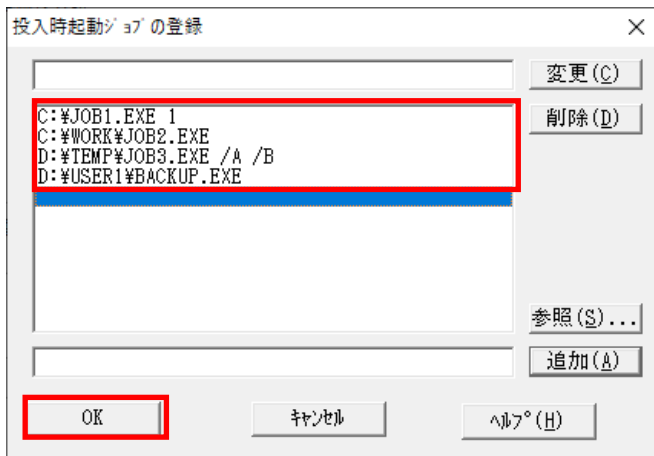 投入時起動ｼﾞｮﾌﾞの登録
変更(C)
C:¥JOB1.EXE 1
C:¥WORK¥JOB2.EXE
D:¥TEMP¥JOB3.EXE /A /B
D:¥USER1¥BACKUP.EXE
削除(D)
参照(S)...
追加(A)
OK
ｷｬﾝｾﾙ
ﾍﾙﾌﾟ(H)